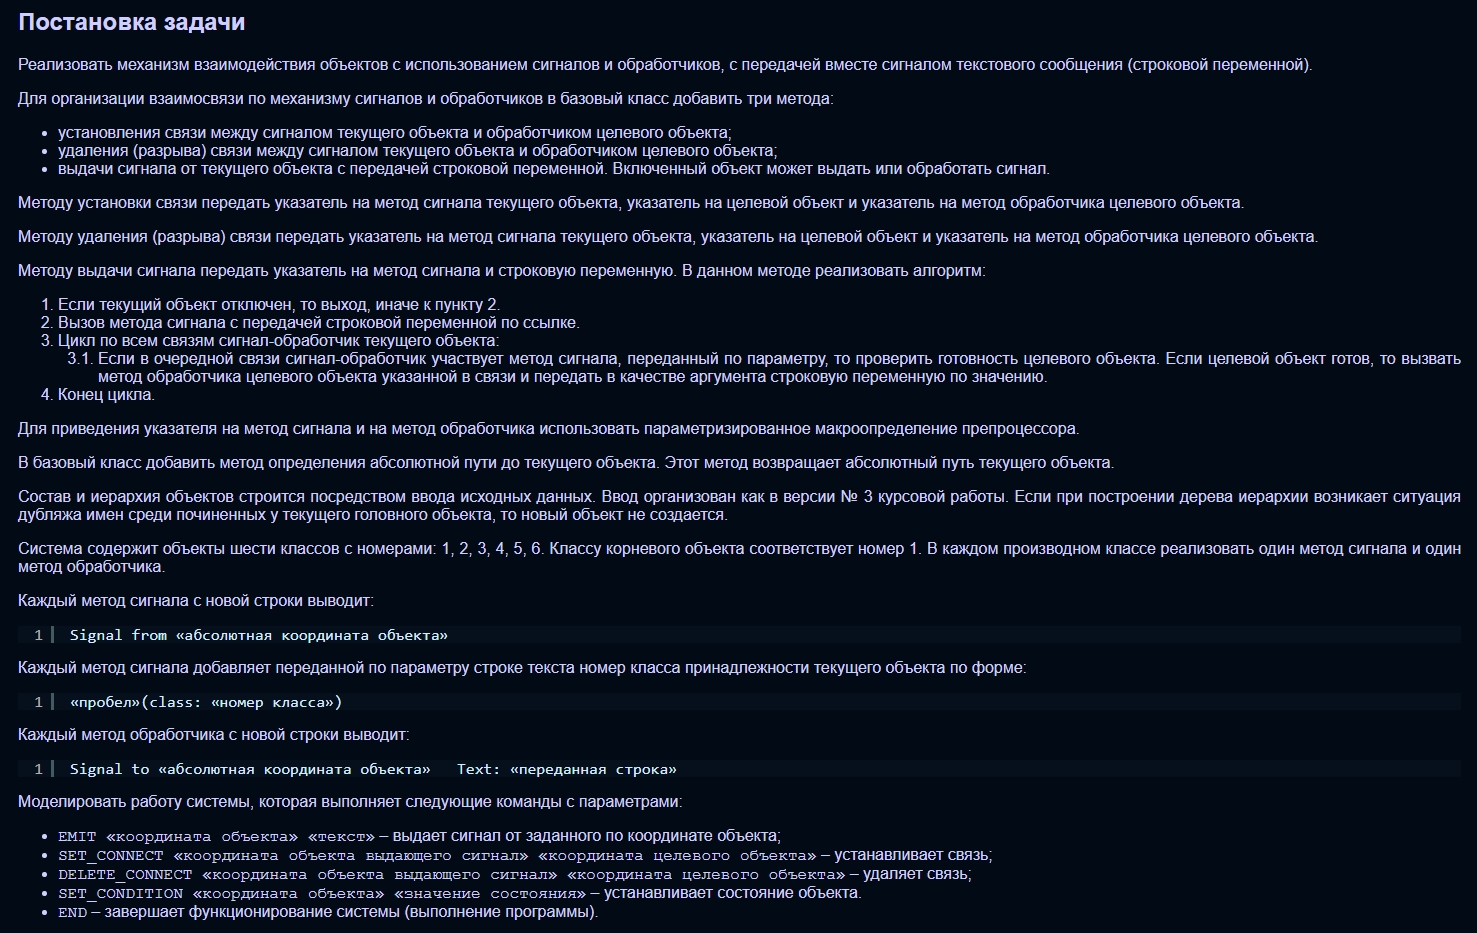 Постановка задачи
Реализовать механизм взаимодействия объектов с использованием сигналов и обработчиков, с передачей вместе сигналом текстового сообщения (строковой переменной).
Для организации взаимосвязи по механизму сигналов и обработчиков в базовый класс добавить три метода:
• установления связи между сигналом текущего объекта и обработчиком целевого объекта;
• удаления (разрыва) связи между сигналом текущего объекта и обработчиком целевого объекта;
• выдачи сигнала от текущего объекта с передачей строковой переменной. Включенный объект может выдать или обработать сигнал.
Методу установки связи передать указатель на метод сигнала текущего объекта, указатель на целевой объект и указатель на метод обработчика целевого объекта.
Методу удаления (разрыва) связи передать указатель на метод сигнала текущего объекта, указатель на целевой объект и указатель на метод обработчика целевого объекта.
Методу выдачи сигнала передать указатель на метод сигнала и строковую переменную. В данном методе реализовать алгоритм:
1. Если текущий объект отключен, то выход, иначе к пункту 2.
2. Вызов метода сигнала с передачей строковой переменной по ссылке.
3. Цикл по всем связям сигнал-обработчик текущего объекта:
3.1. Если в очередной связи сигнал-обработчик участвует метод сигнала, переданный по параметру, то проверить готовность целевого объекта. Если целевой объект готов, то вызвать
метод обработчика целевого объекта указанной в связи и передать в качестве аргумента строковую переменную по значению.
4. Конец цикла.
Для приведения указателя на метод сигнала и на метод обработчика использовать параметризированное макроопределение препроцессора.
В базовый класс добавить метод определения абсолютной пути до текущего объекта. Этот метод возвращает абсолютный путь текущего объекта.
Состав и иерархия объектов строится посредством ввода исходных данных. Ввод организован как в версии № 3 курсовой работы. Если при построении дерева иерархии возникает ситуация
дубляжа имен среди починенных у текущего головного объекта, то новый объект не создается.
Система содержит объекты шести классов с номерами: 1, 2, 3, 4, 5, 6. Классу корневого объекта соответствует номер 1. В каждом производном классе реализовать один метод сигнала и один
метод обработчика.
Каждый метод сигнала с новой строки выводит:
1 Signal from «абсолютная координата объекта»
Каждый метод сигнала добавляет переданной по параметру строке текста номер класса принадлежности текущего объекта по форме:
1 «пробел»(class: «номер класса»)
Каждый метод обработчика с новой строки выводит:
1 Signal to «абсолютная координата объекта»   Text: «переданная строка»
Моделировать работу системы, которая выполняет следующие команды с параметрами:
• EMIT «координата объекта» «текст» – выдает сигнал от заданного по координате объекта;
• SET_CONNECT «координата объекта выдающего сигнал» «координата целевого объекта» – устанавливает связь;
• DELETE_CONNECT «координата объекта выдающего сигнал» «координата целевого объекта» – удаляет связь;
• SET_CONDITION «координата объекта» «значение состояния» – устанавливает состояние объекта.
• END – завершает функционирование системы (выполнение программы).